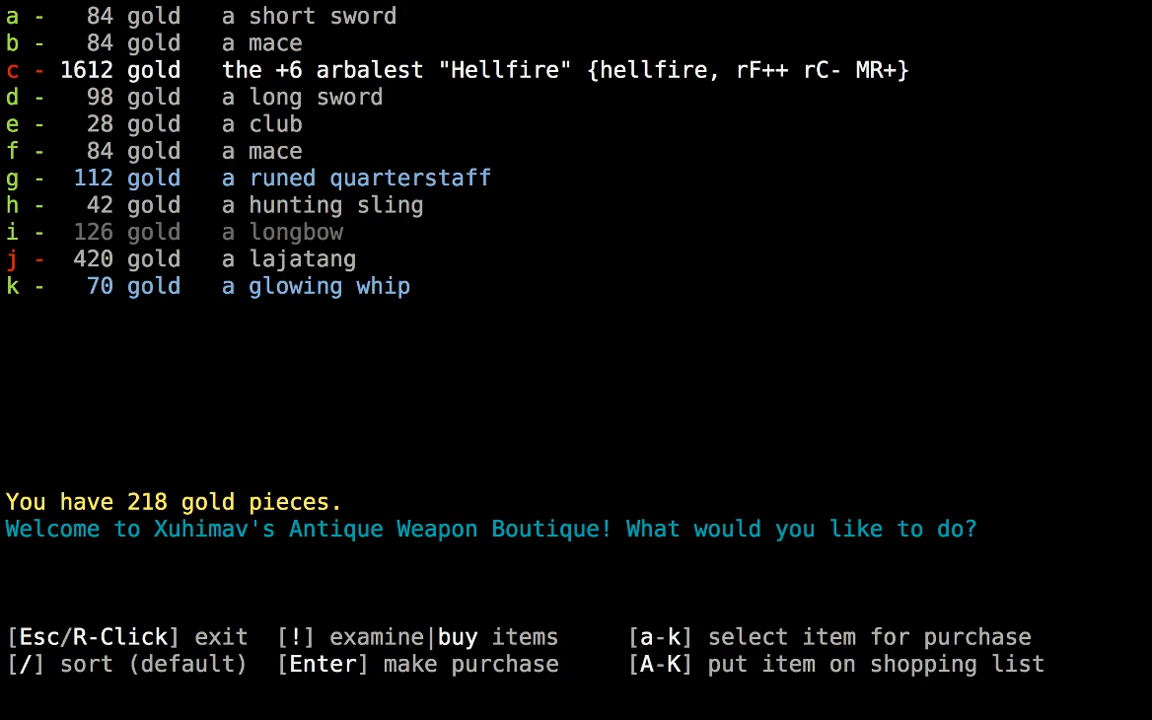 a -   84 gold   a short sword
b -   84 gold   a mace
c - 1612 gold   the +6 arbalest "Hellfire" {hellfire, rF++ rC- MR+}
d -   98 gold   a long sword
e -   28 gold   a club
f -   84 gold   a mace
g -  112 gold   a runed quarterstaff
h -   42 gold   a hunting sling
i -  126 gold   a longbow
j -  420 gold   a lajatang
k -   70 gold   a glowing whip
You have 218 gold pieces.
Welcome to Xuhimav's Antique Weapon Boutique! What would you like to do?
[Esc/R-Click] exit  [!] examine|buy items     [a-k] select item for purchase
[/] sort (default)  [Enter] make purchase     [A-K] put item on shopping list